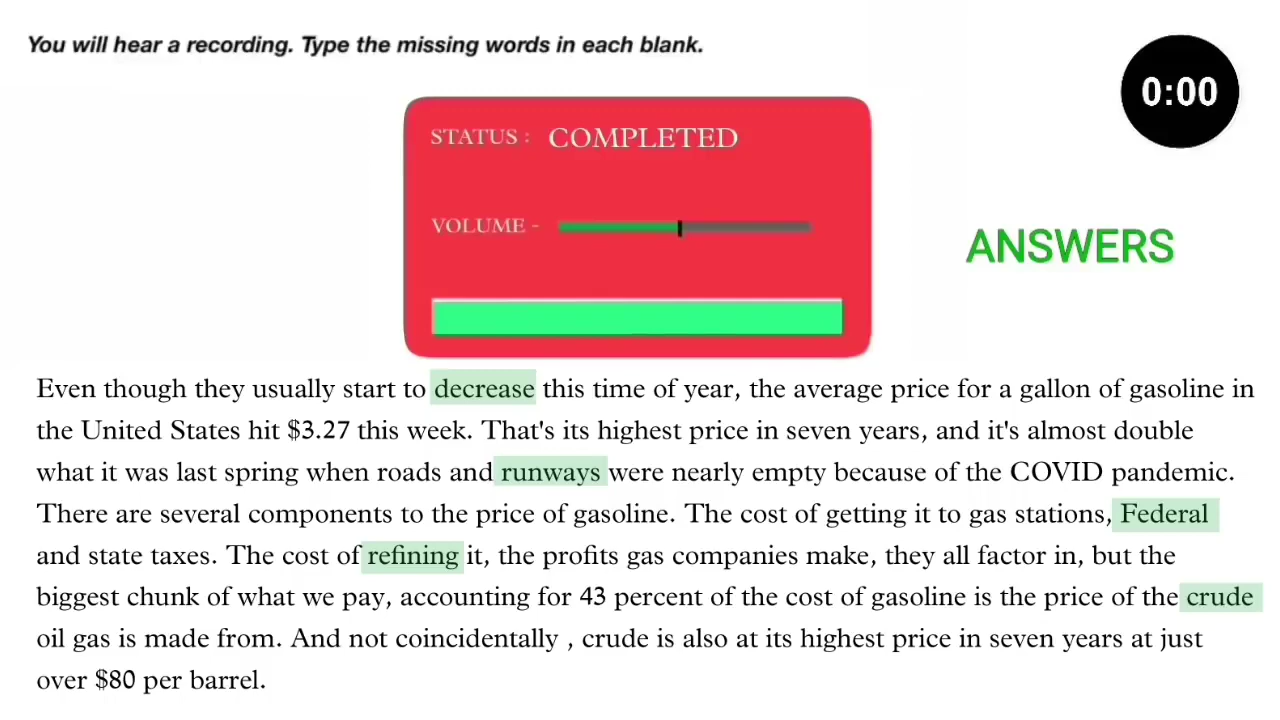 You will hear a recording. Type the missing words in each blank.
0:00
STATUS : COMPLETED
VOLUME -
ANSWERS
Even though they usually start to decrease this time of year, the average price for a gallon of gasoline in
the United States hit $3.27 this week. That's its highest price in seven years, and it's almost double
what it was last spring when roads and runways were nearly empty because of the COVID pandemic.
There are several components to the price of gasoline. The cost of getting it to gas stations, Federal
and state taxes. The cost of refining it, the profits gas companies make, they all factor in, but the
biggest chunk of what we pay, accounting for 43 percent of the cost of gasoline is the price of the crude
oil gas is made from. And not coincidentally , crude is also at its highest price in seven years at just
over $80 per barrel.